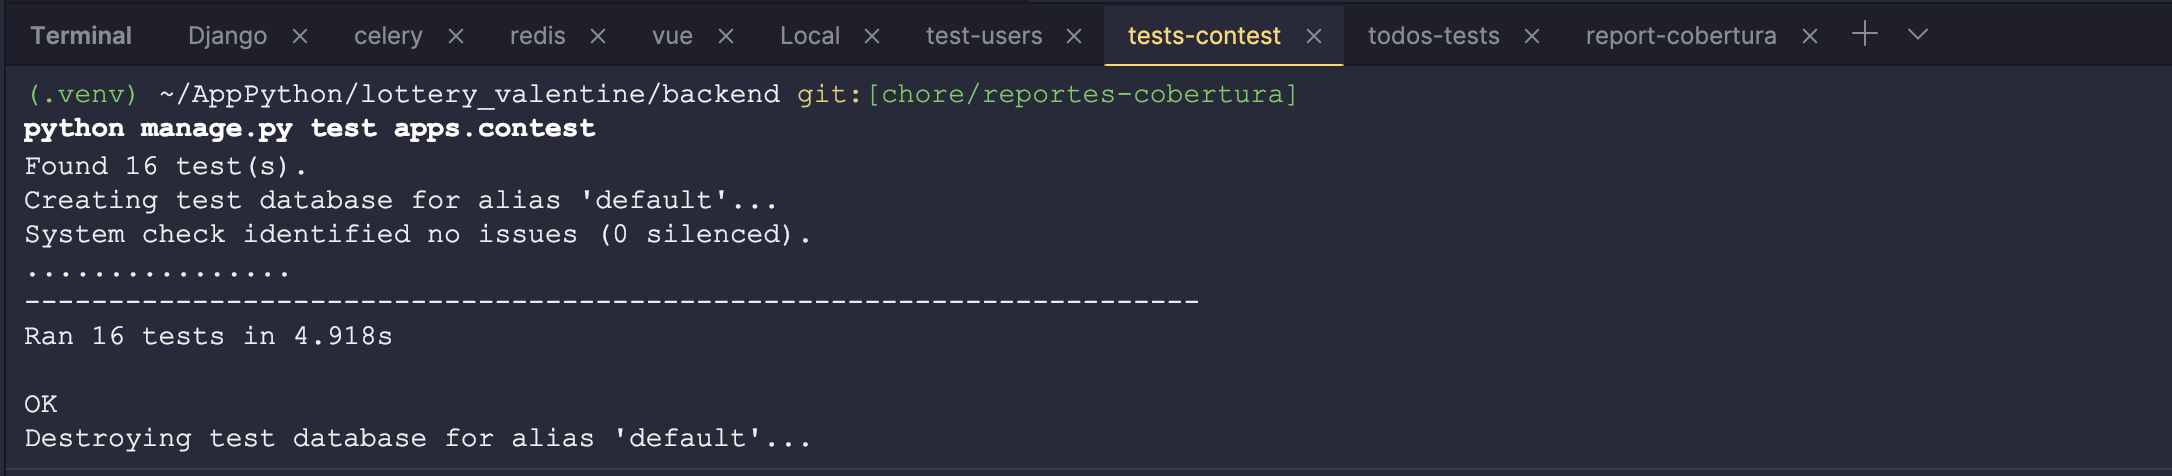 Terminal Django celery redis vue Local test-users tests-contest todos-tests report-cobertura
(.venv) ~/AppPython/lottery_valentine/backend git:[chore/reportes-cobertura]
python manage.py test apps.contest
Found 16 test(s).
Creating test database for alias 'default'...
System check identified no issues (0 silenced).
................
----------------------------------------------------------------------
Ran 16 tests in 4.918s
OK
Destroying test database for alias 'default'...